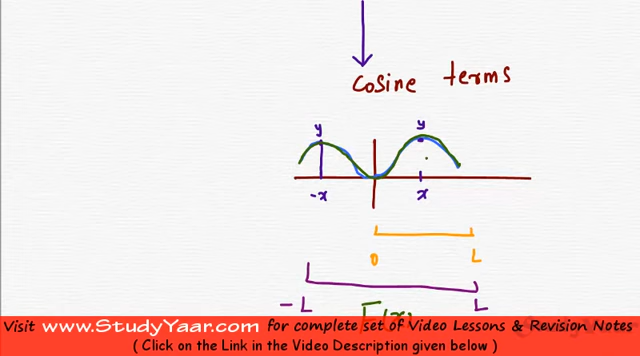 Cosine terms
y y
-x x
0 L
-L L
F(x)
Visit www.StudyYaar.com for complete set of Video Lessons & Revision Notes
( Click on the Link in the Video Description given below )